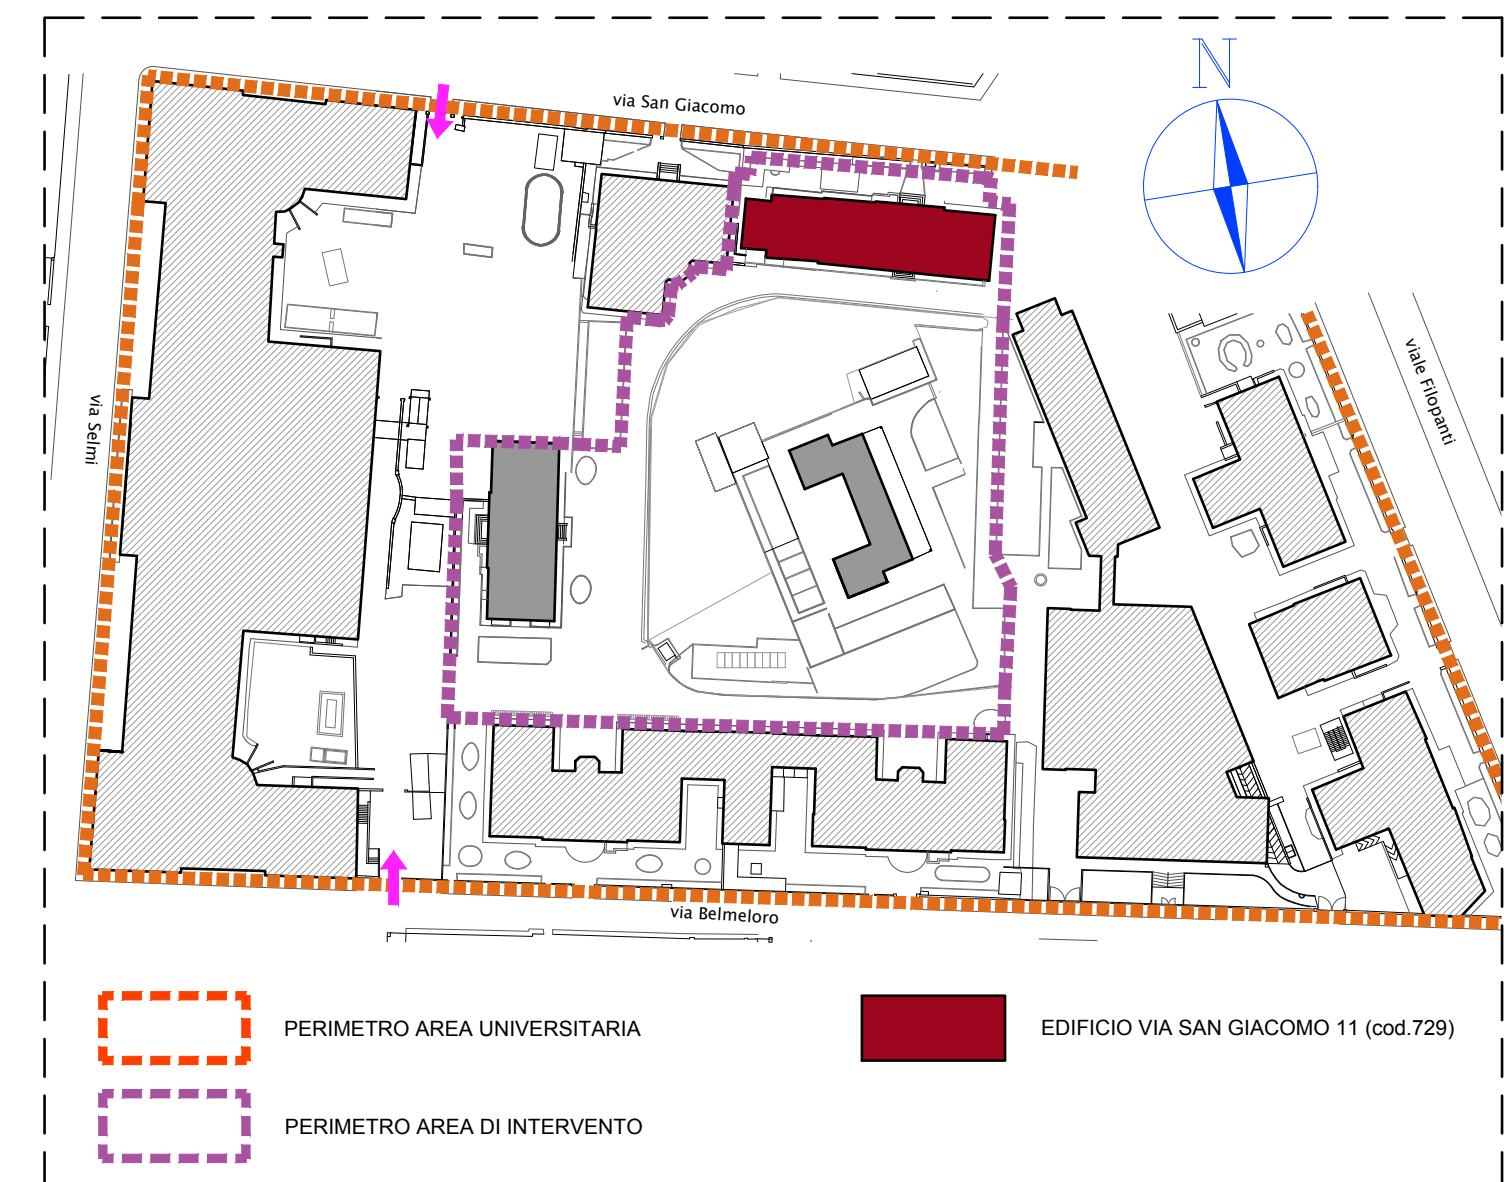 N
via San Giacomo
viale Filopanti
via Selmi
via Belmeloro
PERIMETRO AREA UNIVERSITARIA
EDIFICIO VIA SAN GIACOMO 11 (cod.729)
PERIMETRO AREA DI INTERVENTO